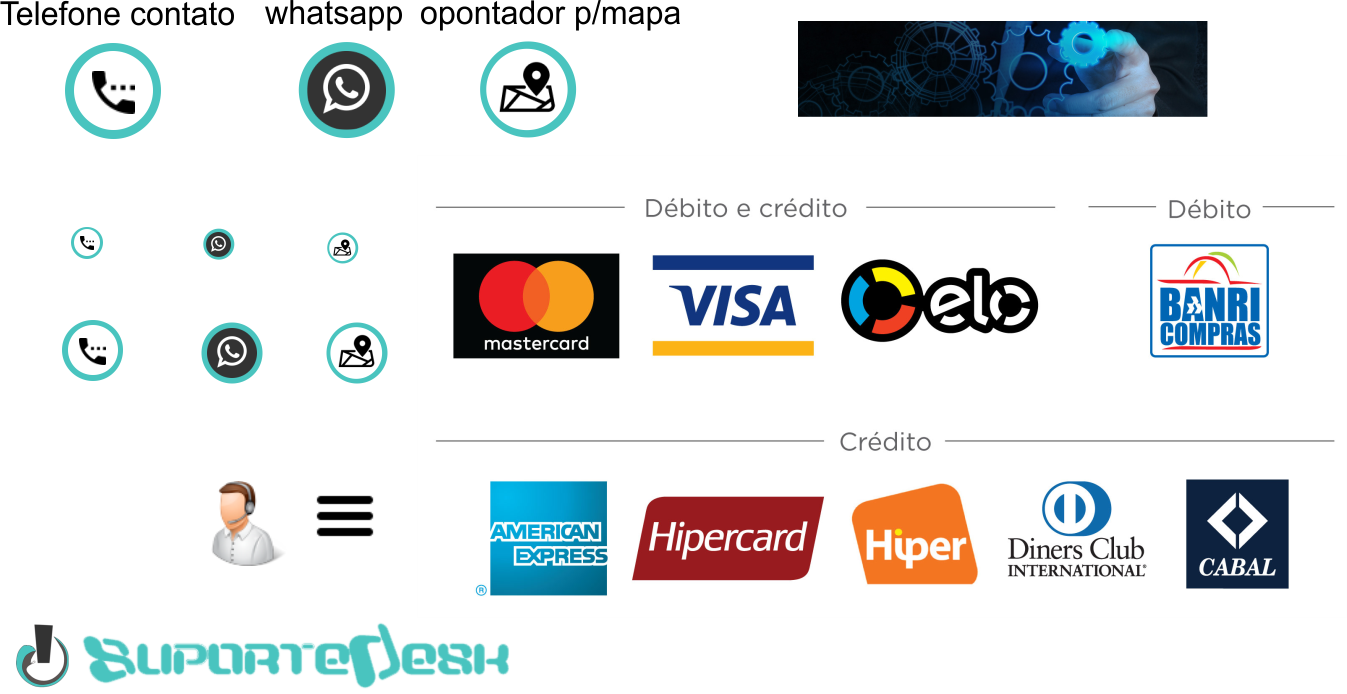 Telefone contato whatsapp opontador p/mapa
Débito e crédito
Débito
mastercard
VISA
elo
BANRI
COMPRAS
Crédito
AMERICAN
EXPRESS
®
Hipercard
Hiper
Diners Club
INTERNATIONAL®
CABAL
SUPORTEDESK